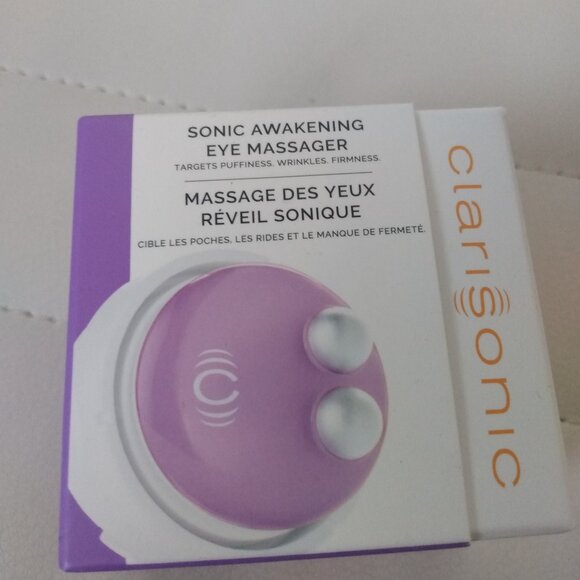 SONIC AWAKENING
EYE MASSAGER
TARGETS PUFFINESS. WRINKLES. FIRMNESS.
MASSAGE DES YEUX
RÉVEIL SONIQUE
CIBLE LES POCHES, LES RIDES ET LE MANQUE DE FERMETÉ.
clarisonic
C